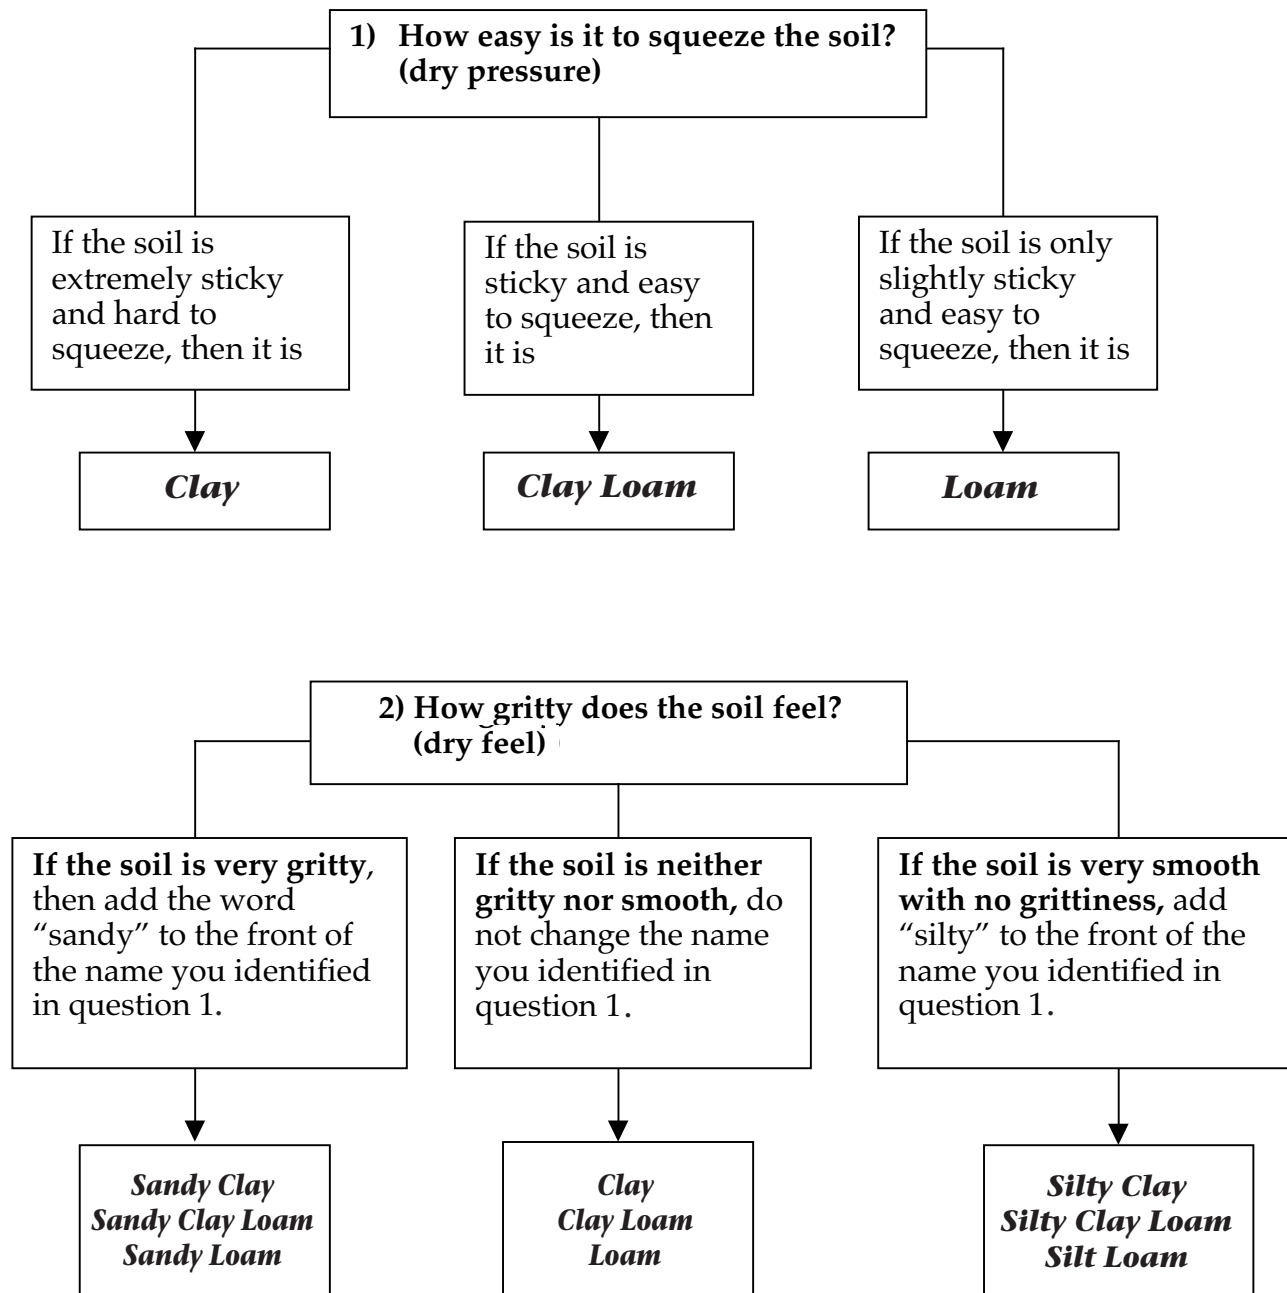 1) How easy is it to squeeze the soil?
(dry pressure)
If the soil is
extremely sticky
and hard to
squeeze, then it is
If the soil is
sticky and easy
to squeeze, then
it is
If the soil is only
slightly sticky
and easy to
squeeze, then it is
Clay
Clay Loam
Loam
2) How gritty does the soil feel?
(dry feel)
If the soil is very gritty,
then add the word
“sandy” to the front of
the name you identified
in question 1.
If the soil is neither
gritty nor smooth, do
not change the name
you identified in
question 1.
If the soil is very smooth
with no grittiness, add
“silty” to the front of the
name you identified in
question 1.
Sandy Clay
Sandy Clay Loam
Sandy Loam
Clay
Clay Loam
Loam
Silty Clay
Silty Clay Loam
Silt Loam